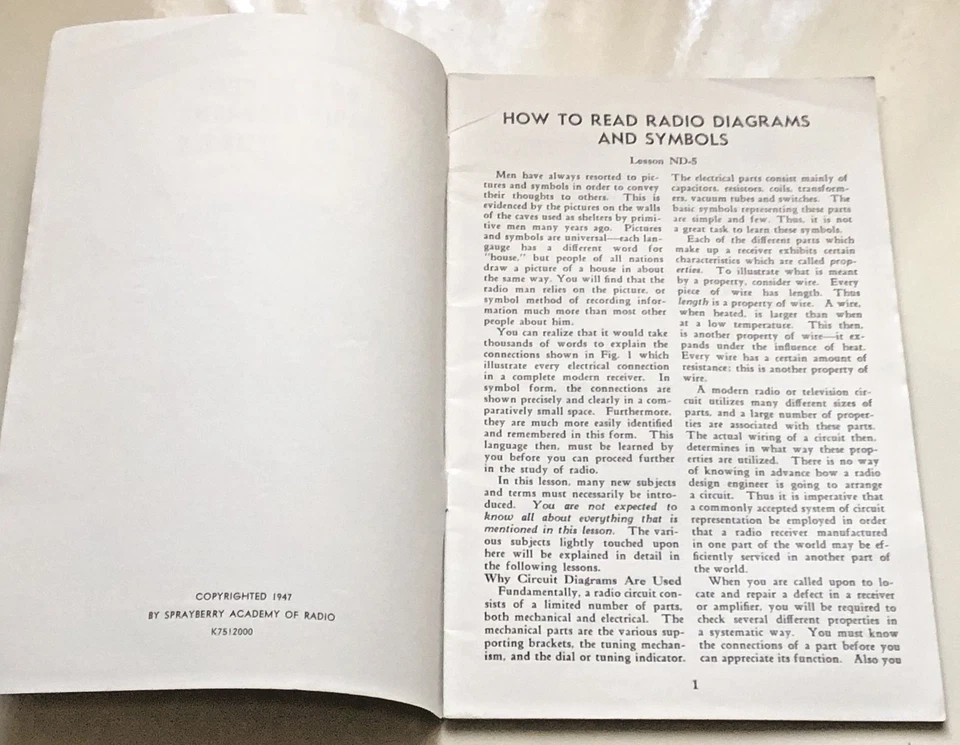 COPYRIGHTED 1947
BY SPRAYBERRY ACADEMY OF RADIO
K7512000
HOW TO READ RADIO DIAGRAMS
AND SYMBOLS
Lesson ND-5
Men have always resorted to pic-
tures and symbols in order to convey
their thoughts to others. This is
evidenced by the pictures on the walls
of the caves used as shelters by primi-
tive men many years ago. Pictures
and symbols are universal—each lan-
guage has a different word for
"house," but people of all nations
draw a picture of a house in about
the same way. You will find that the
radio man relies on the picture, or
symbol method of recording infor-
mation much more than most other
people about him.
You can realize that it would take
thousands of words to explain the
connections shown in Fig. 1 which
illustrate every electrical connection
in a complete modern receiver. In
symbol form, the connections are
shown precisely and clearly in a com-
paratively small space. Furthermore,
they are much more easily identified
and remembered in this form. This
language then, must be learned by
you before you can proceed further
in the study of radio.
In this lesson, many new subjects
and terms must necessarily be intro-
duced. You are not expected to
know all about everything that is
mentioned in this lesson. The vari-
ous subjects lightly touched upon
here will be explained in detail in
the following lessons.
Why Circuit Diagrams Are Used
Fundamentally, a radio circuit con-
sists of a limited number of parts,
both mechanical and electrical. The
mechanical parts are the various sup-
porting brackets, the tuning mechan-
ism, and the dial or tuning indicator.
The electrical parts consist mainly of
capacitors, resistors, coils, transform-
ers, vacuum tubes and switches. The
basic symbols representing these parts
are simple and few. Thus, it is not
a great task to learn these symbols.
Each of the different parts which
make up a receiver exhibits certain
characteristics which are called prop-
erties. To illustrate what is meant
by a property, consider wire. Every
piece of wire has length. Thus
length is a property of wire. A wire,
when heated, is larger than when
at a low temperature. This then,
is another property of wire—it ex-
pands under the influence of heat.
Every wire has a certain amount of
resistance; this is another property of
wire.
A modern radio or television cir-
cuit utilizes many different sizes of
parts, and a large number of proper-
ties are associated with these parts.
The actual wiring of a circuit then,
determines in what way these prop-
erties are utilized. There is no way
of knowing in advance how a radio
design engineer is going to arrange
a circuit. Thus it is imperative that
a commonly accepted system of circuit
representation be employed in order
that a radio receiver manufactured
in one part of the world may be ef-
ficiently serviced in another part of
the world.
When you are called upon to lo-
cate and repair a defect in a receiver
or amplifier, you will be required to
check several different properties in
a systematic way. You must know
the connections of a part before you
can appreciate its function. Also you
1